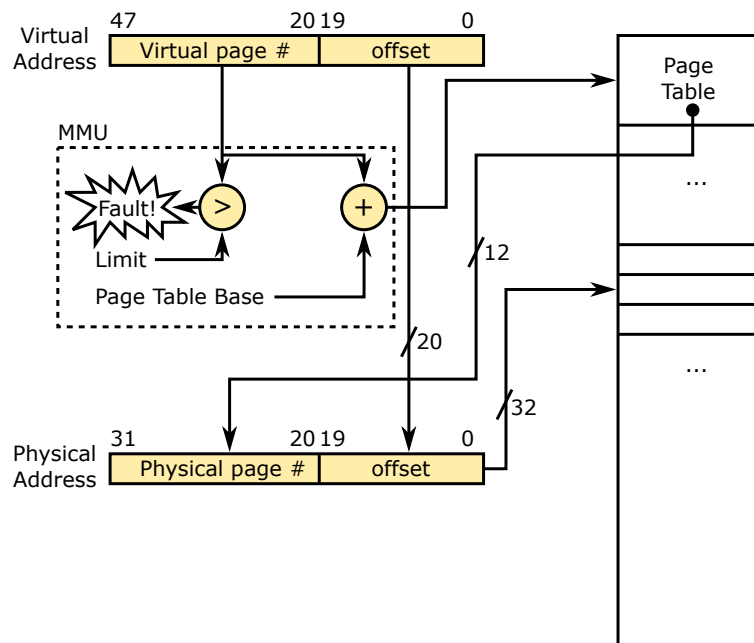 47 20 19 0
Virtual
Address
Virtual page # offset
Page
Table
MMU
...
Fault! > +
Limit
Page Table Base
12
20
...
32
31 20 19 0
Physical
Address
Physical page # offset